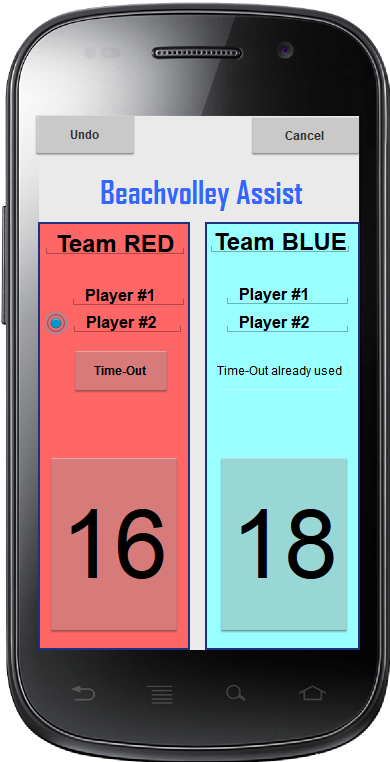 Undo Cancel
Beachvolley Assist
Team RED Team BLUE
Player #1 Player #1
Player #2 Player #2
Time-Out Time-Out already used
16 18